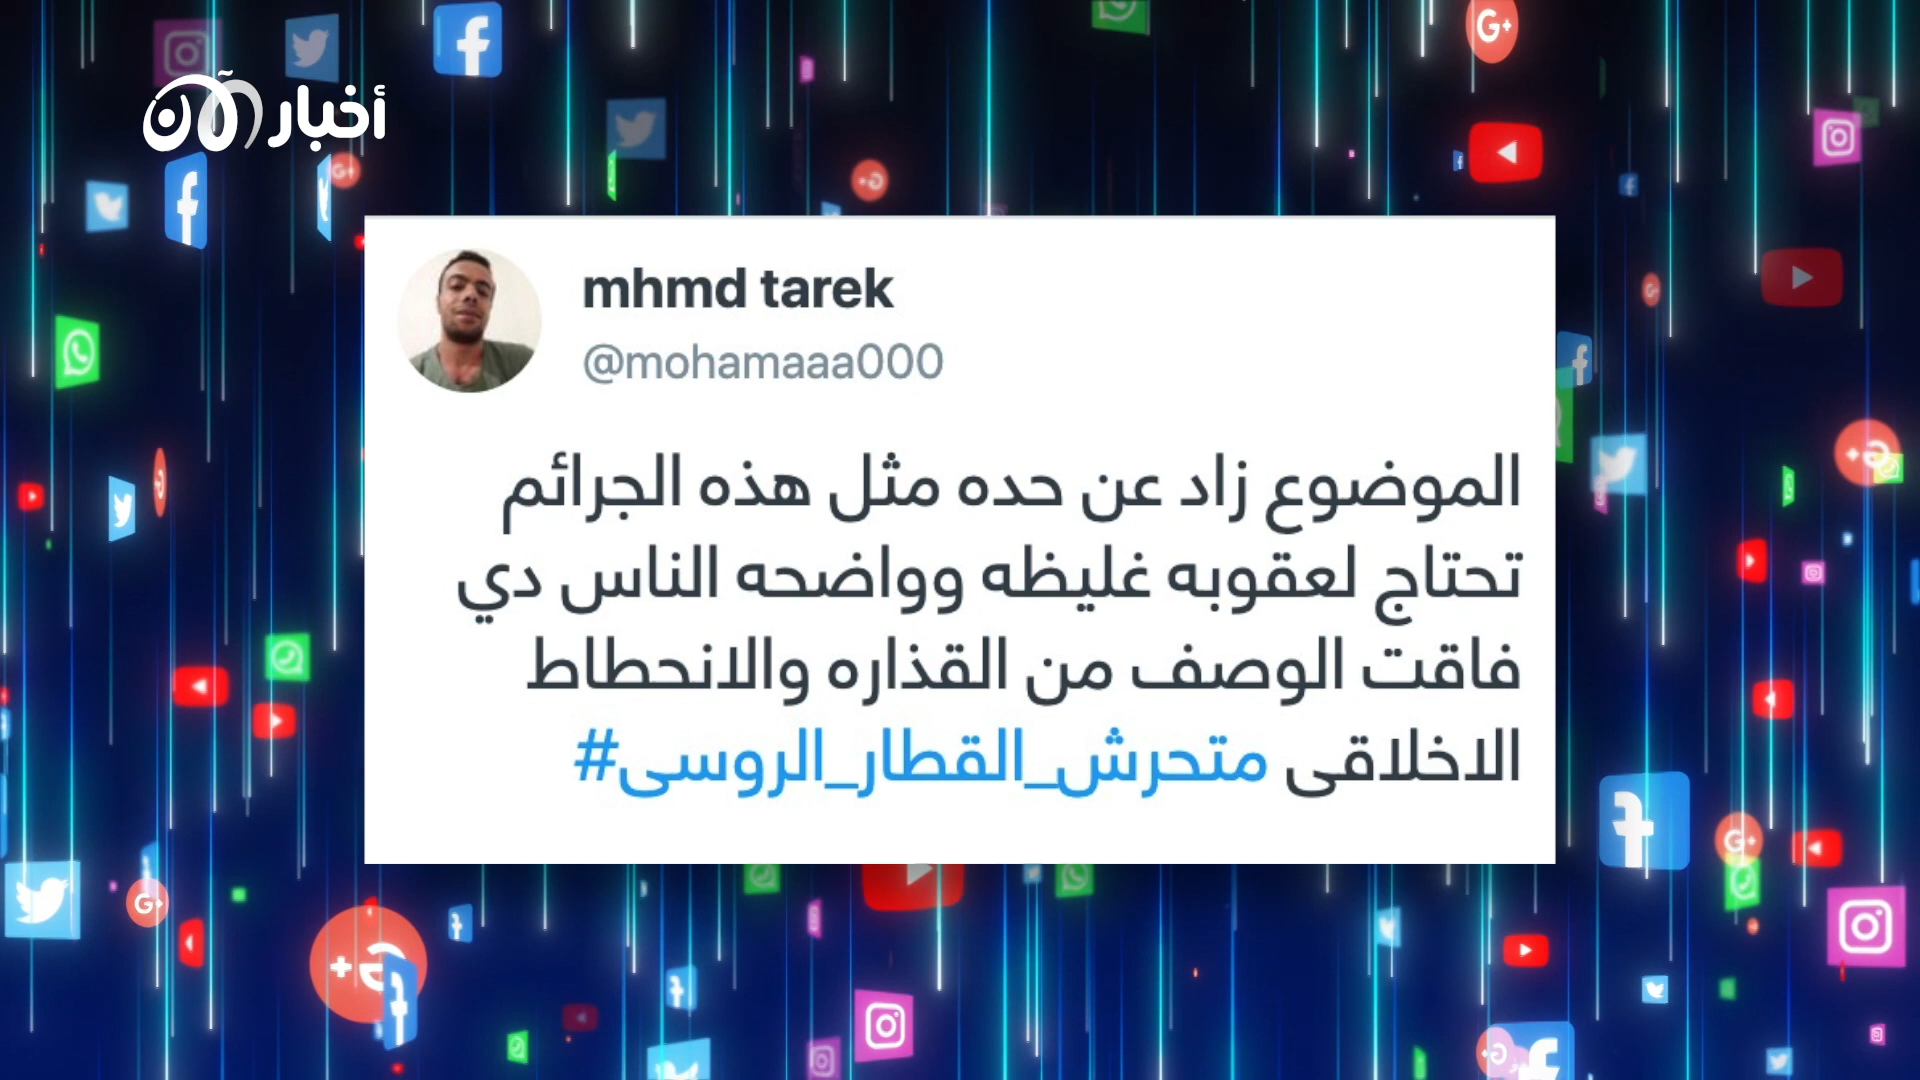 أخبار الآن
mhmd tarek
@mohamaaa000
الموضوع زاد عن حده مثل هذه الجرائم
تحتاج لعقوبه غليظه وواضحه الناس دي
فاقت الوصف من القذاره والانحطاط
الاخلاقى متحرش_القطار_الروسى#